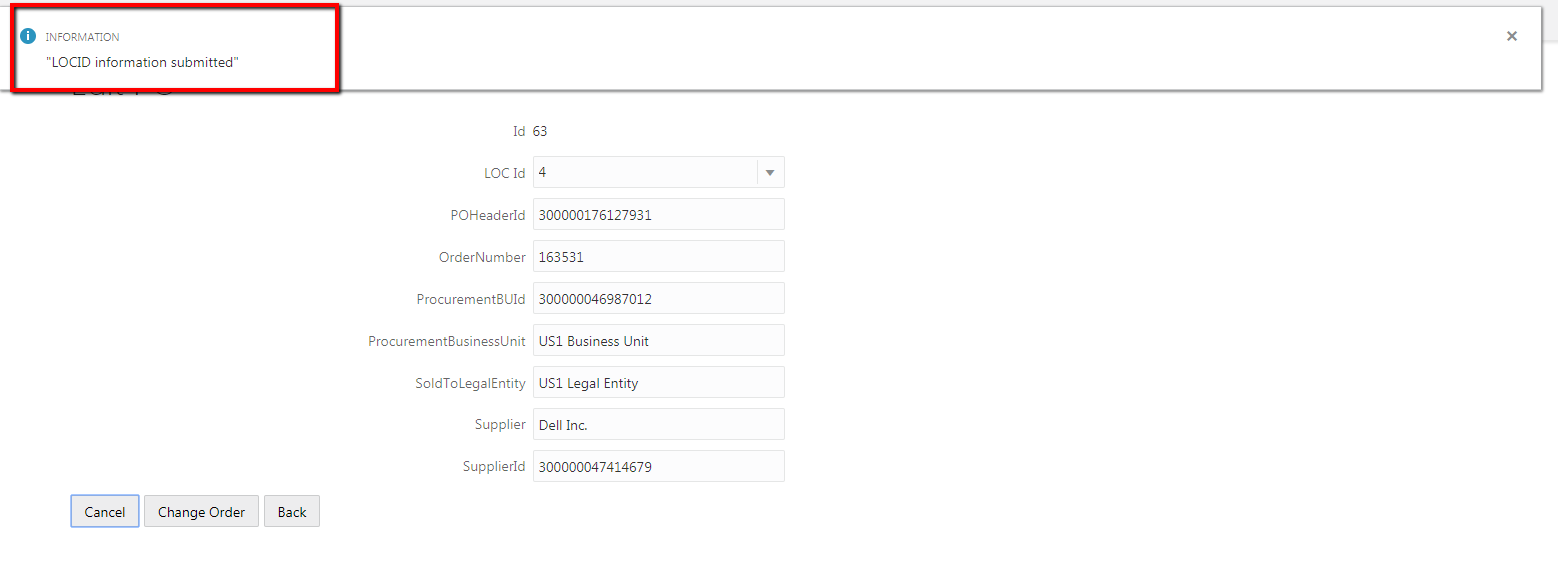 INFORMATION
"LOCID information submitted"
Id 63
LOC Id 4
POHeaderId 300000176127931
OrderNumber 163531
ProcurementBUId 300000046987012
ProcurementBusinessUnit US1 Business Unit
SoldToLegalEntity US1 Legal Entity
Supplier Dell Inc.
SupplierId 300000047414679
Cancel Change Order Back